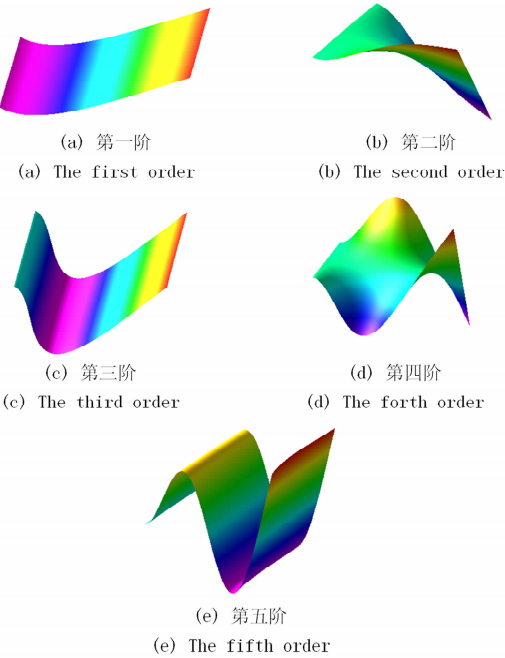 (a) 第一阶
(a) The first order
(b) 第二阶
(b) The second order
(c) 第三阶
(c) The third order
(d) 第四阶
(d) The forth order
(e) 第五阶
(e) The fifth order